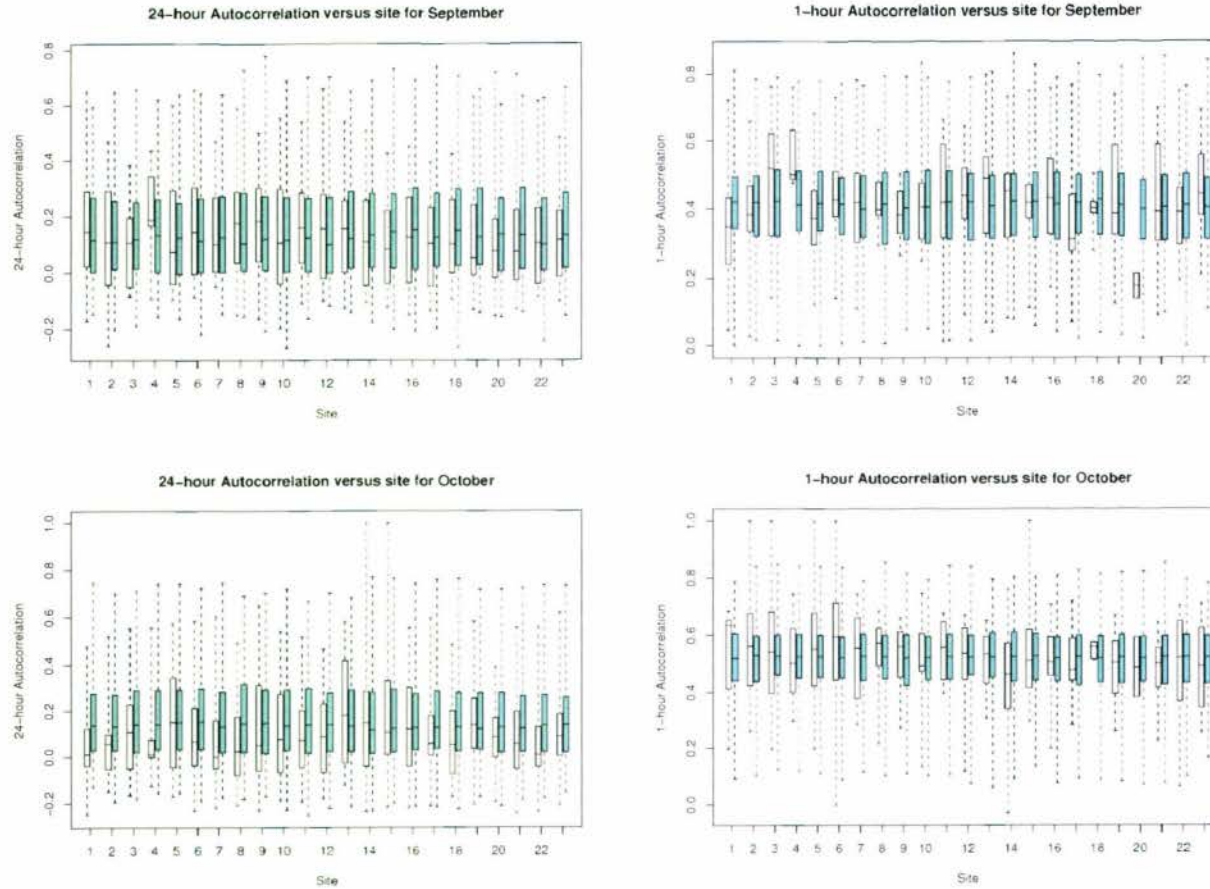 24-hour Autocorrelation versus site for September
24-hour Autocorrelation
0.8
0.6
0.4
0.2
0.0
-0.2
1 2 3 4 5 6 7 8 9 10 12 14 16 18 20 22
Site
1-hour Autocorrelation versus site for September
1-hour Autocorrelation
0.8
0.6
0.4
0.2
0.0
1 2 3 4 5 6 7 8 9 10 12 14 16 18 20 22
Site
24-hour Autocorrelation versus site for October
24-hour Autocorrelation
1.0
0.8
0.6
0.4
0.2
0.0
-0.2
1 2 3 4 5 6 7 8 9 10 12 14 16 18 20 22
Site
1-hour Autocorrelation versus site for October
1-hour Autocorrelation
1.0
0.8
0.6
0.4
0.2
0.0
1 2 3 4 5 6 7 8 9 10 12 14 16 18 20 22
Site